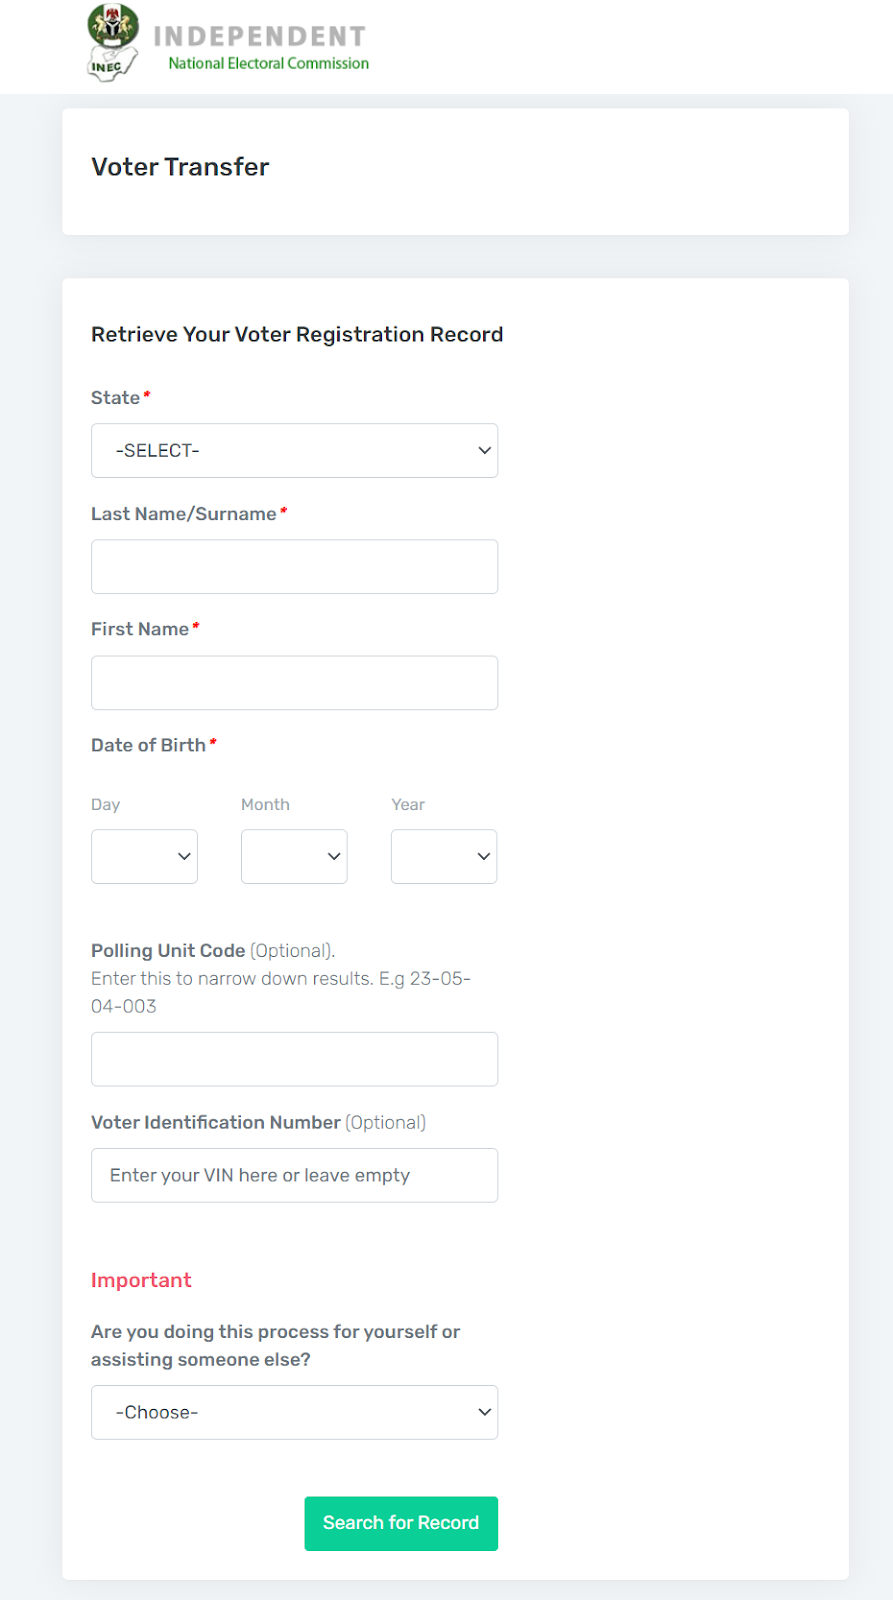 INEC
INDEPENDENT
National Electoral Commission
Voter Transfer
Retrieve Your Voter Registration Record
State*
-SELECT-
Last Name/Surname*
First Name*
Date of Birth*
Day Month Year
Polling Unit Code (Optional).
Enter this to narrow down results. E.g 23-05-
04-003
Voter Identification Number (Optional)
Enter your VIN here or leave empty
Important
Are you doing this process for yourself or
assisting someone else?
-Choose-
Search for Record